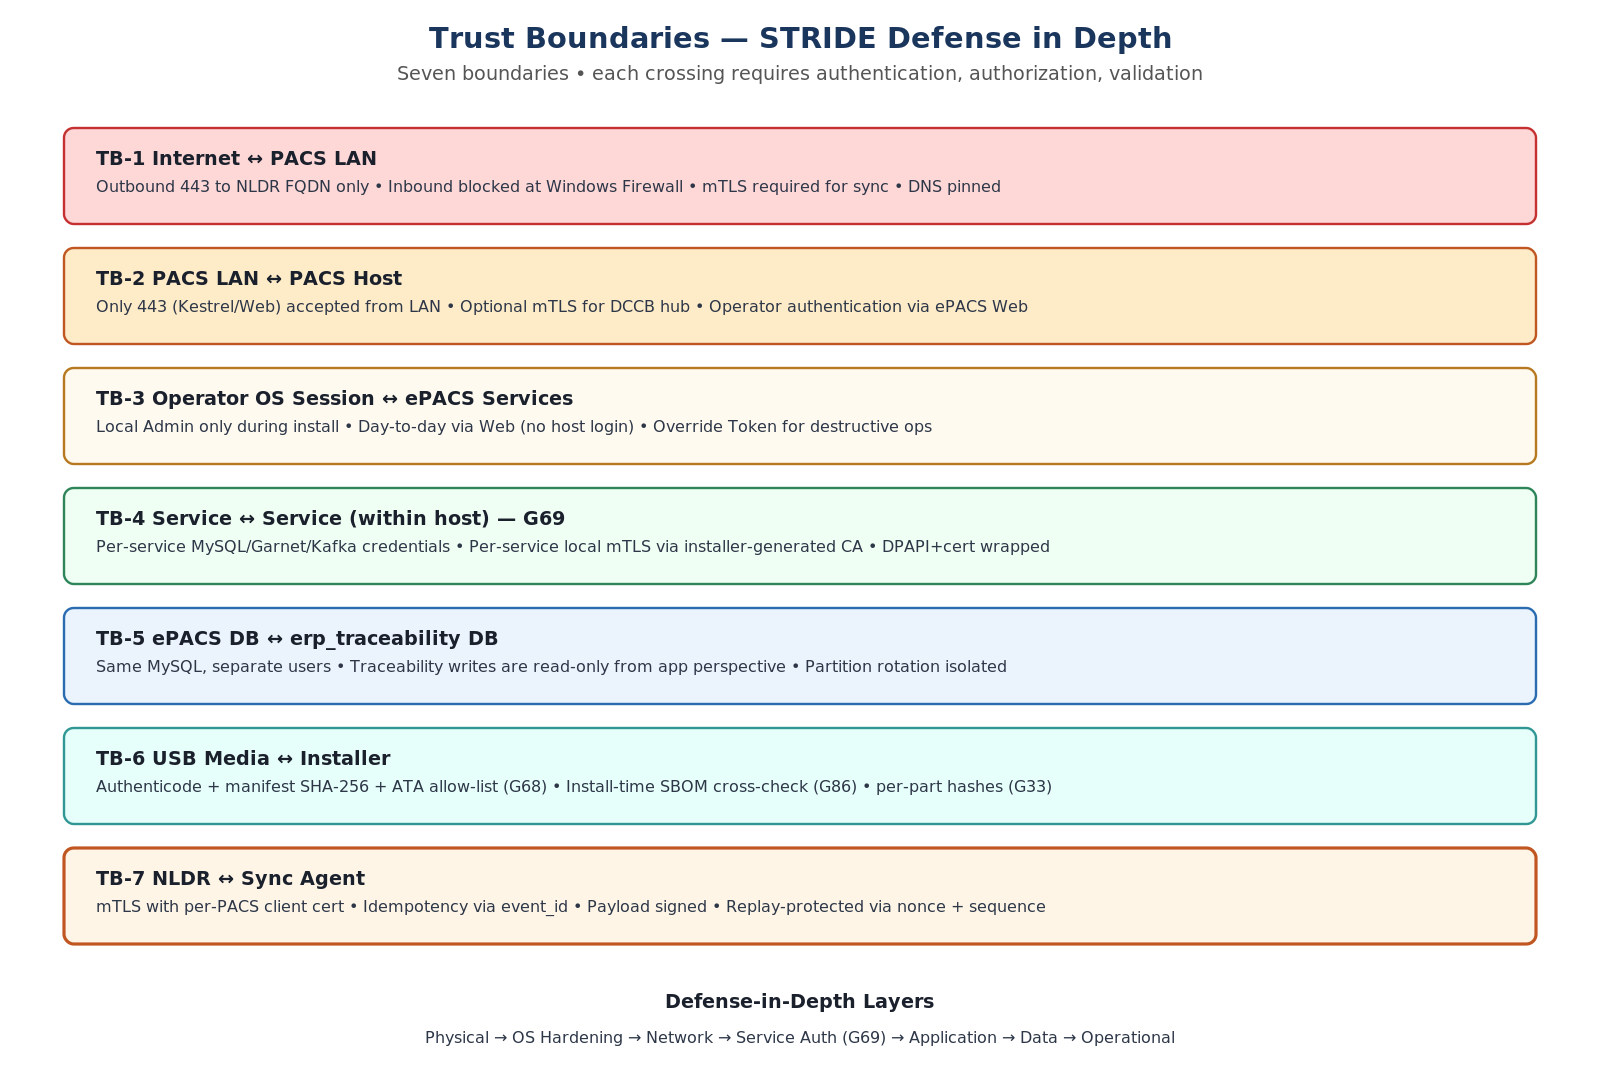 Trust Boundaries — STRIDE Defense in Depth
Seven boundaries • each crossing requires authentication, authorization, validation
TB-1 Internet ↔ PACS LAN
Outbound 443 to NLDR FQDN only • Inbound blocked at Windows Firewall • mTLS required for sync • DNS pinned
TB-2 PACS LAN ↔ PACS Host
Only 443 (Kestrel/Web) accepted from LAN • Optional mTLS for DCCB hub • Operator authentication via ePACS Web
TB-3 Operator OS Session ↔ ePACS Services
Local Admin only during install • Day-to-day via Web (no host login) • Override Token for destructive ops
TB-4 Service ↔ Service (within host) — G69
Per-service MySQL/Garnet/Kafka credentials • Per-service local mTLS via installer-generated CA • DPAPI+cert wrapped
TB-5 ePACS DB ↔ erp_traceability DB
Same MySQL, separate users • Traceability writes are read-only from app perspective • Partition rotation isolated
TB-6 USB Media ↔ Installer
Authenticode + manifest SHA-256 + ATA allow-list (G68) • Install-time SBOM cross-check (G86) • per-part hashes (G33)
TB-7 NLDR ↔ Sync Agent
mTLS with per-PACS client cert • Idempotency via event_id • Payload signed • Replay-protected via nonce + sequence
Defense-in-Depth Layers
Physical → OS Hardening → Network → Service Auth (G69) → Application → Data → Operational